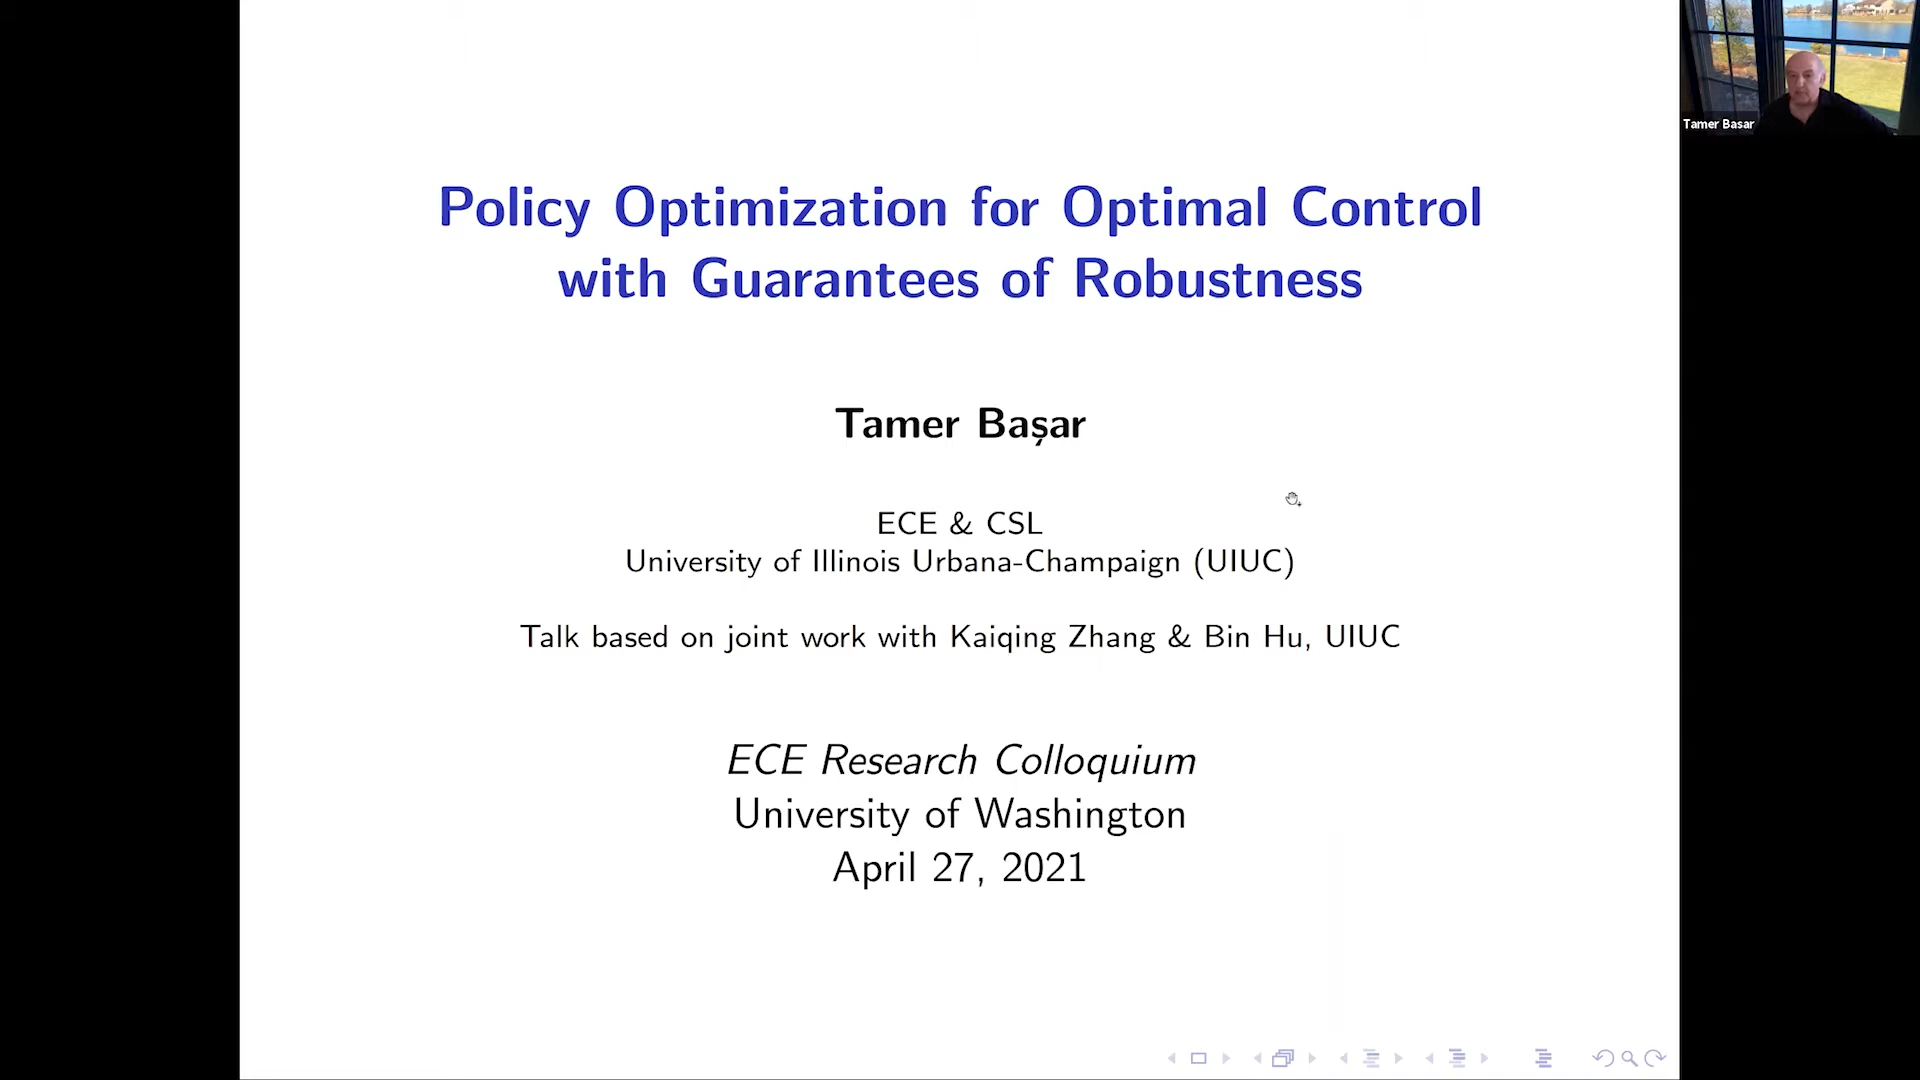 Policy Optimization for Optimal Control
with Guarantees of Robustness
Tamer Başar
ECE & CSL
University of Illinois Urbana-Champaign (UIUC)
Talk based on joint work with Kaiqing Zhang & Bin Hu, UIUC
ECE Research Colloquium
University of Washington
April 27, 2021
Tamer Basar